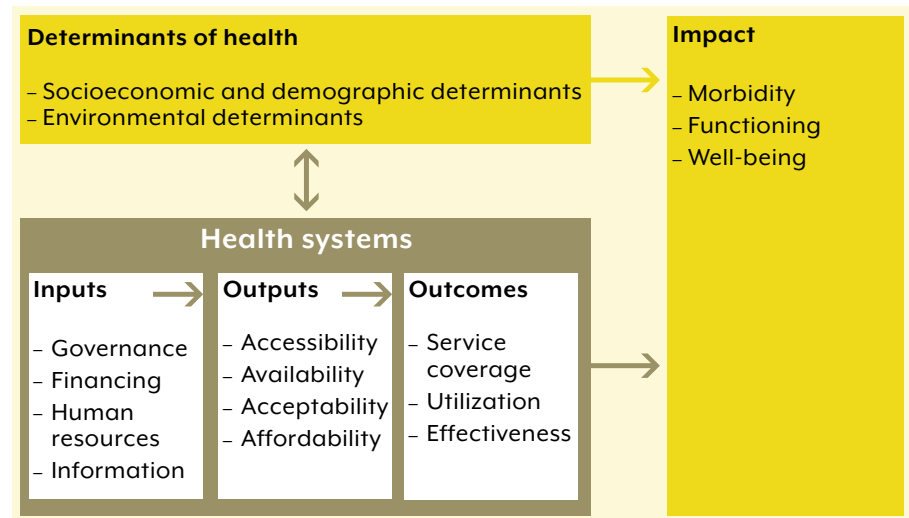 Determinants of health
– Socioeconomic and demographic determinants
– Environmental determinants
Impact
– Morbidity
– Functioning
– Well-being
Health systems
Inputs
– Governance
– Financing
– Human
resources
– Information
Outputs
– Accessibility
– Availability
– Acceptability
– Affordability
Outcomes
– Service
coverage
– Utilization
– Effectiveness